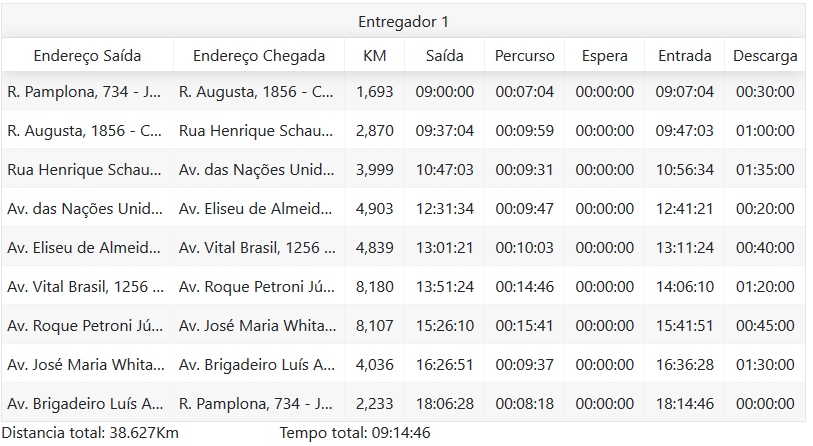 Entregador 1
Endereço Saída Endereço Chegada KM Saída Percurso Espera Entrada Descarga
R. Pamplona, 734 - J... R. Augusta, 1856 - C... 1,693 09:00:00 00:07:04 00:00:00 09:07:04 00:30:00
R. Augusta, 1856 - C... Rua Henrique Schau... 2,870 09:37:04 00:09:59 00:00:00 09:47:03 01:00:00
Rua Henrique Schau... Av. das Nações Unid... 3,999 10:47:03 00:09:31 00:00:00 10:56:34 01:35:00
Av. das Nações Unid... Av. Eliseu de Almeid... 4,903 12:31:34 00:09:47 00:00:00 12:41:21 00:20:00
Av. Eliseu de Almeid... Av. Vital Brasil, 1256 ... 4,839 13:01:21 00:10:03 00:00:00 13:11:24 00:40:00
Av. Vital Brasil, 1256 ... Av. Roque Petroni Jú... 8,180 13:51:24 00:14:46 00:00:00 14:06:10 01:20:00
Av. Roque Petroni Jú... Av. José Maria Whita... 8,107 15:26:10 00:15:41 00:00:00 15:41:51 00:45:00
Av. José Maria Whita... Av. Brigadeiro Luís A... 4,036 16:26:51 00:09:37 00:00:00 16:36:28 01:30:00
Av. Brigadeiro Luís A... R. Pamplona, 734 - J... 2,233 18:06:28 00:08:18 00:00:00 18:14:46 00:00:00
Distancia total: 38.627Km Tempo total: 09:14:46